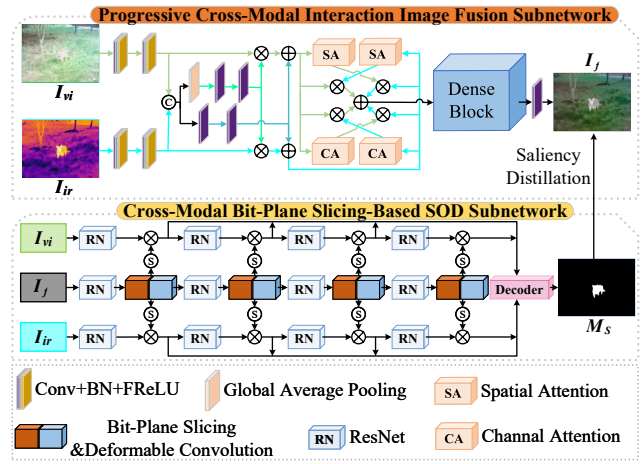 Progressive Cross-Modal Interaction Image Fusion Subnetwork
I_vi
I_ir
C
SA SA
CA CA
Dense
Block
I_f
Saliency
Distillation
Cross-Modal Bit-Plane Slicing-Based SOD Subnetwork
I_vi RN RN RN RN
S S S S
I_f RN RN RN RN Decoder
S S S S
I_ir RN RN RN RN
M_S
Conv+BN+FReLU
Global Average Pooling
SA Spatial Attention
Bit-Plane Slicing
&Deformable Convolution
RN ResNet
CA Channal Attention